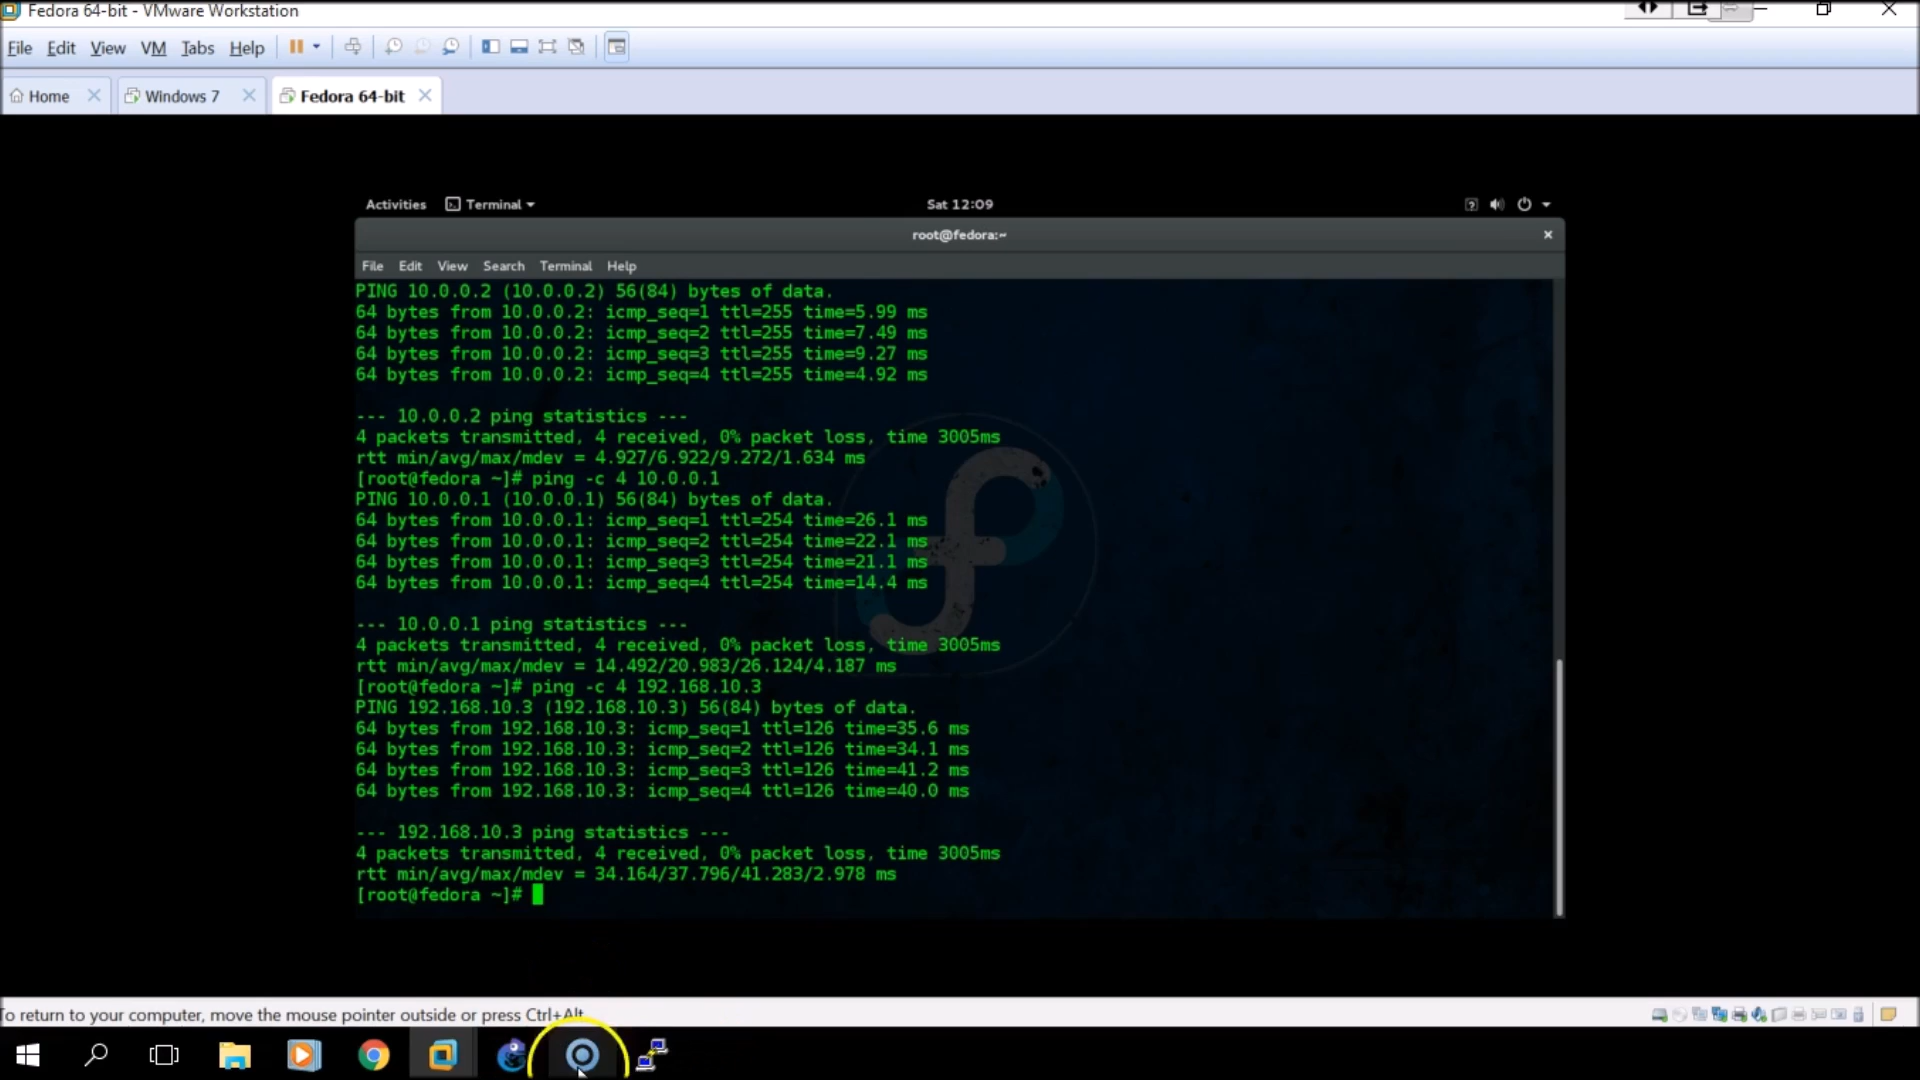 Fedora 64-bit - VMware Workstation
File Edit View VM Tabs Help
Home Windows 7 Fedora 64-bit
Activities Terminal Sat 12:09
root@fedora:~
File Edit View Search Terminal Help
PING 10.0.0.2 (10.0.0.2) 56(84) bytes of data.
64 bytes from 10.0.0.2: icmp_seq=1 ttl=255 time=5.99 ms
64 bytes from 10.0.0.2: icmp_seq=2 ttl=255 time=7.49 ms
64 bytes from 10.0.0.2: icmp_seq=3 ttl=255 time=9.27 ms
64 bytes from 10.0.0.2: icmp_seq=4 ttl=255 time=4.92 ms
--- 10.0.0.2 ping statistics ---
4 packets transmitted, 4 received, 0% packet loss, time 3005ms
rtt min/avg/max/mdev = 4.927/6.922/9.272/1.634 ms
[root@fedora ~]# ping -c 4 10.0.0.1
PING 10.0.0.1 (10.0.0.1) 56(84) bytes of data.
64 bytes from 10.0.0.1: icmp_seq=1 ttl=254 time=26.1 ms
64 bytes from 10.0.0.1: icmp_seq=2 ttl=254 time=22.1 ms
64 bytes from 10.0.0.1: icmp_seq=3 ttl=254 time=21.1 ms
64 bytes from 10.0.0.1: icmp_seq=4 ttl=254 time=14.4 ms
--- 10.0.0.1 ping statistics ---
4 packets transmitted, 4 received, 0% packet loss, time 3005ms
rtt min/avg/max/mdev = 14.492/20.983/26.124/4.187 ms
[root@fedora ~]# ping -c 4 192.168.10.3
PING 192.168.10.3 (192.168.10.3) 56(84) bytes of data.
64 bytes from 192.168.10.3: icmp_seq=1 ttl=126 time=35.6 ms
64 bytes from 192.168.10.3: icmp_seq=2 ttl=126 time=34.1 ms
64 bytes from 192.168.10.3: icmp_seq=3 ttl=126 time=41.2 ms
64 bytes from 192.168.10.3: icmp_seq=4 ttl=126 time=40.0 ms
--- 192.168.10.3 ping statistics ---
4 packets transmitted, 4 received, 0% packet loss, time 3005ms
rtt min/avg/max/mdev = 34.164/37.796/41.283/2.978 ms
[root@fedora ~]#
To return to your computer, move the mouse pointer outside or press Ctrl+Alt.